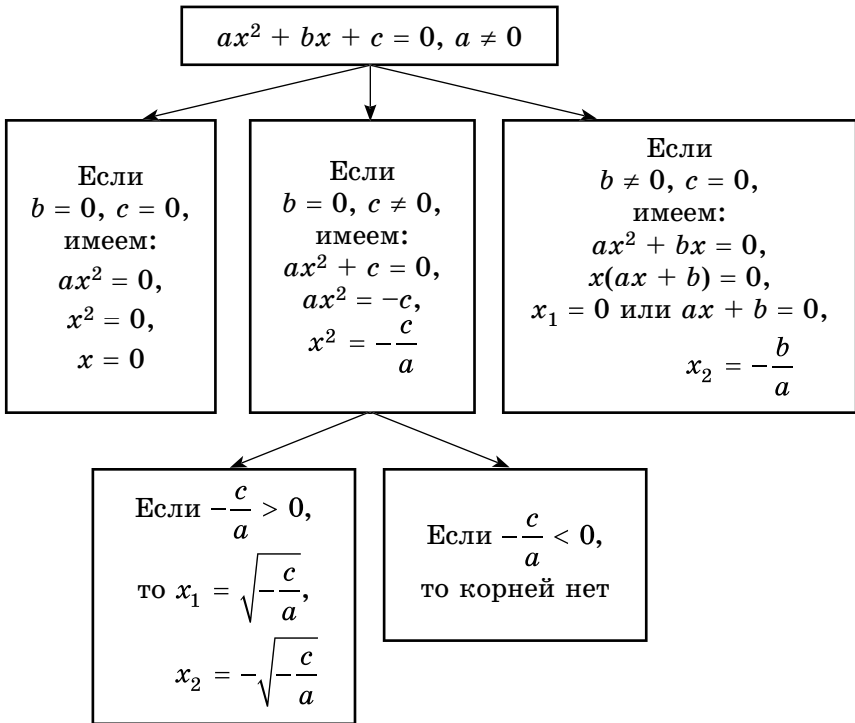 ax² + bx + c = 0, a ≠ 0
Если
b = 0, c = 0,
имеем:
ax² = 0,
x² = 0,
x = 0
Если
b = 0, c ≠ 0,
имеем:
ax² + c = 0,
ax² = −c,
x² = −c/a
Если
b ≠ 0, c = 0,
имеем:
ax² + bx = 0,
x(ax + b) = 0,
x₁ = 0 или ax + b = 0,
x₂ = −b/a
Если −c/a > 0,
то x₁ = √(−c/a),
x₂ = −√(−c/a)
Если −c/a < 0,
то корней нет